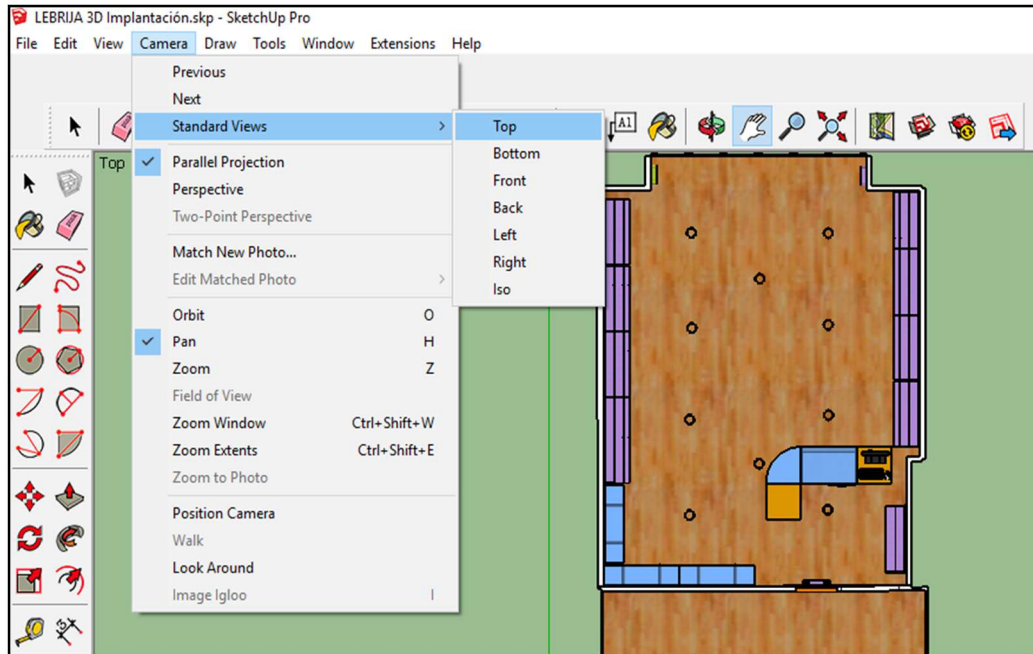 LEBRIJA 3D Implantación.skp - SketchUp Pro
File Edit View Camera Draw Tools Window Extensions Help
Previous
Next
Standard Views
Parallel Projection
Perspective
Two-Point Perspective
Match New Photo...
Edit Matched Photo
Orbit O
Pan H
Zoom Z
Field of View
Zoom Window Ctrl+Shift+W
Zoom Extents Ctrl+Shift+E
Zoom to Photo
Position Camera
Walk
Look Around
Image Igloo I
Top
Bottom
Front
Back
Left
Right
Iso
A1
Top